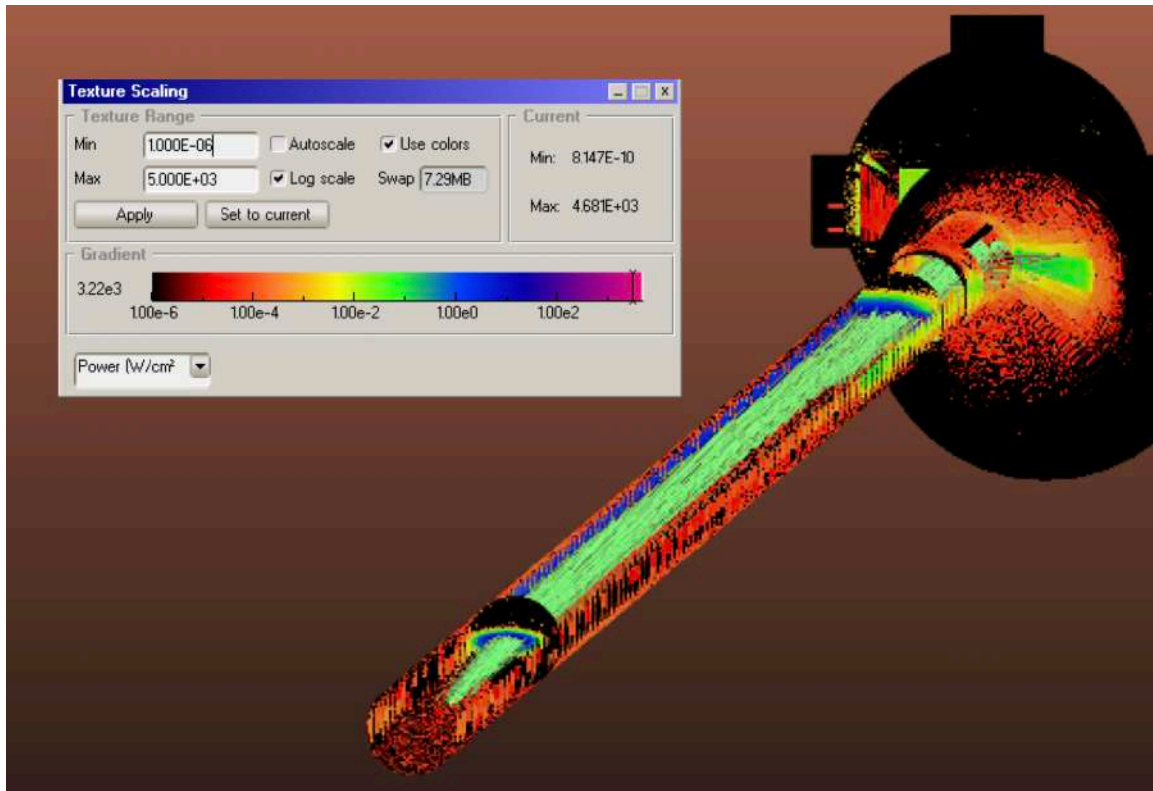 Texture Scaling
Texture Range
Min 1.000E-06 Autoscale Use colors
Max 5.000E+03 Log scale Swap 7.29MB
Apply Set to current
Current
Min: 8.147E-10
Max: 4.681E+03
Gradient
3.22e3
1.00e-6 1.00e-4 1.00e-2 1.00e0 1.00e2
Power (W/cm²